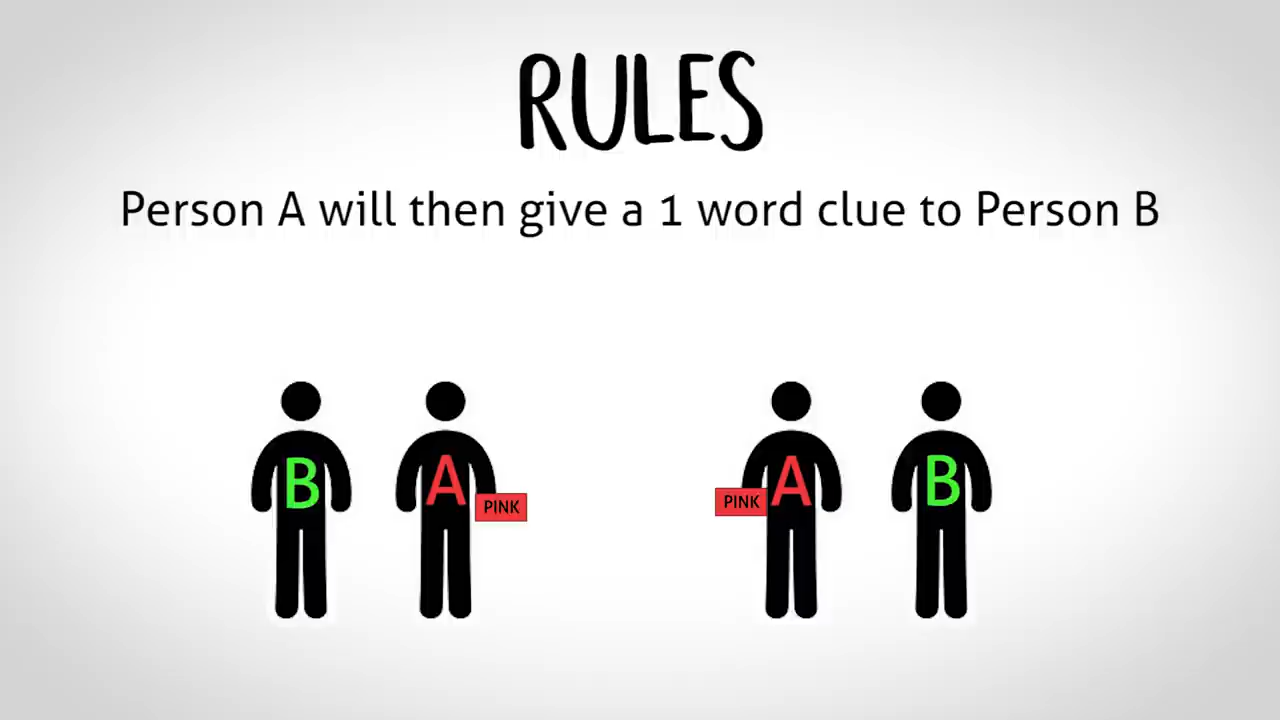 RULES
Person A will then give a 1 word clue to Person B
B A A B
PINK PINK